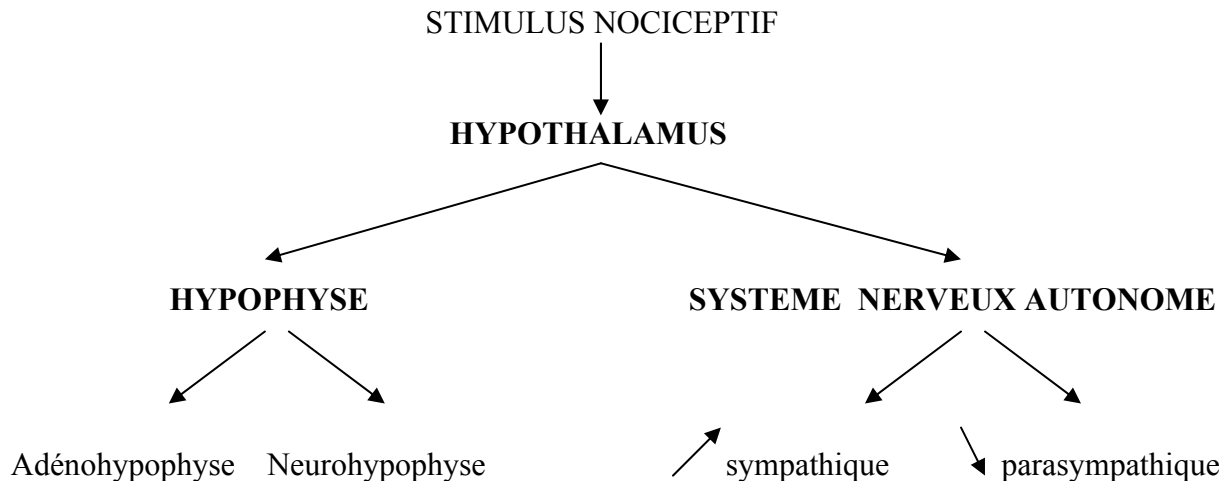 STIMULUS NOCICEPTIF
HYPOTHALAMUS
HYPOPHYSE SYSTEME NERVEUX AUTONOME
Adénohypophyse Neurohypophyse sympathique parasympathique